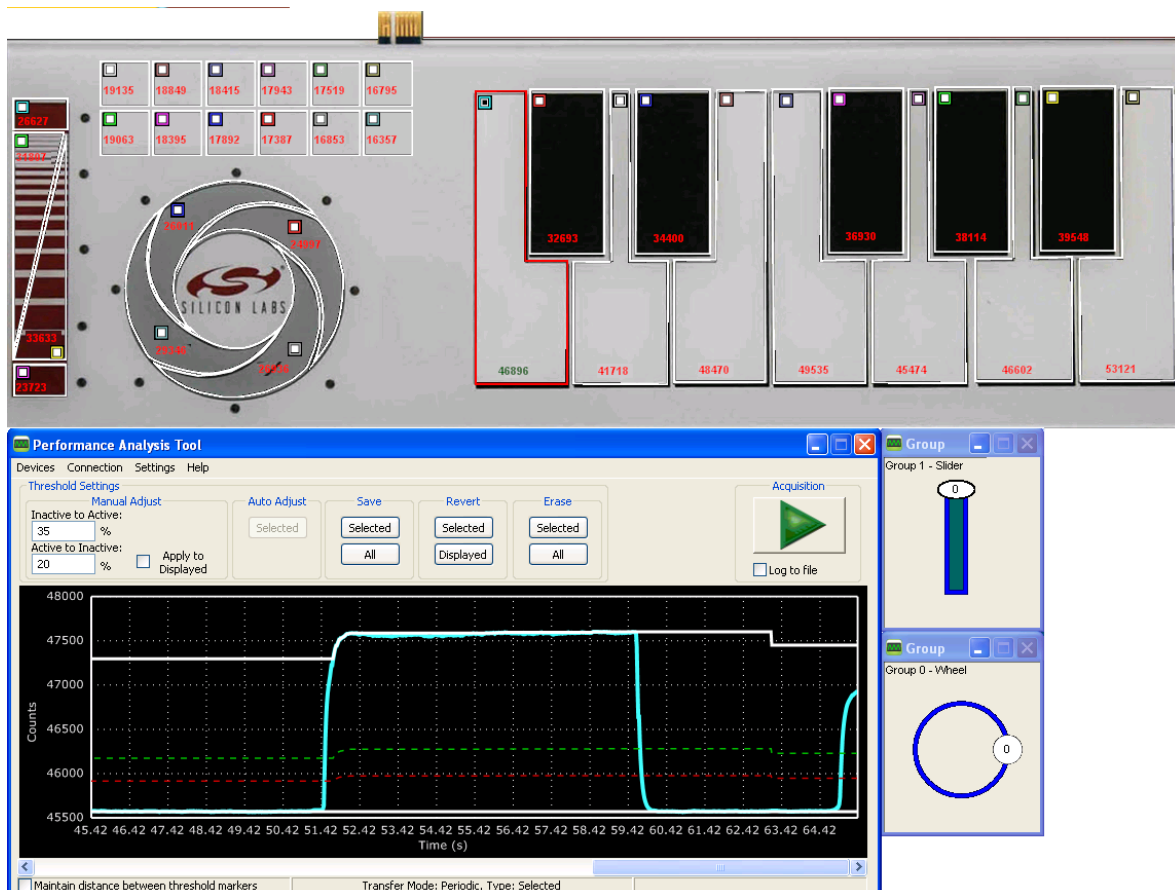 19135 18849 18415 17943 17519 16795
26627
19063 18395 17892 17387 16853 16357
32693 34400 36930 38114 39548
SILICON LABS
33633
23723
46896 41718 48470 49535 45474 46602 53121
Performance Analysis Tool
Devices Connection Settings Help
Threshold Settings
Manual Adjust
Inactive to Active:
35 %
Active to Inactive:
20 %
Apply to
Displayed
Auto Adjust
Selected
Save
Selected
All
Revert
Selected
Displayed
Erase
Selected
All
Acquisition
Log to file
48000
47500
47000
46500
46000
45500
Counts
45.42 46.42 47.42 48.42 49.42 50.42 51.42 52.42 53.42 54.42 55.42 56.42 57.42 58.42 59.42 60.42 61.42 62.42 63.42 64.42
Time (s)
Maintain distance between threshold markers
Transfer Mode: Periodic, Type: Selected
Group
Group 1 - Slider
0
Group
Group 0 - Wheel
0